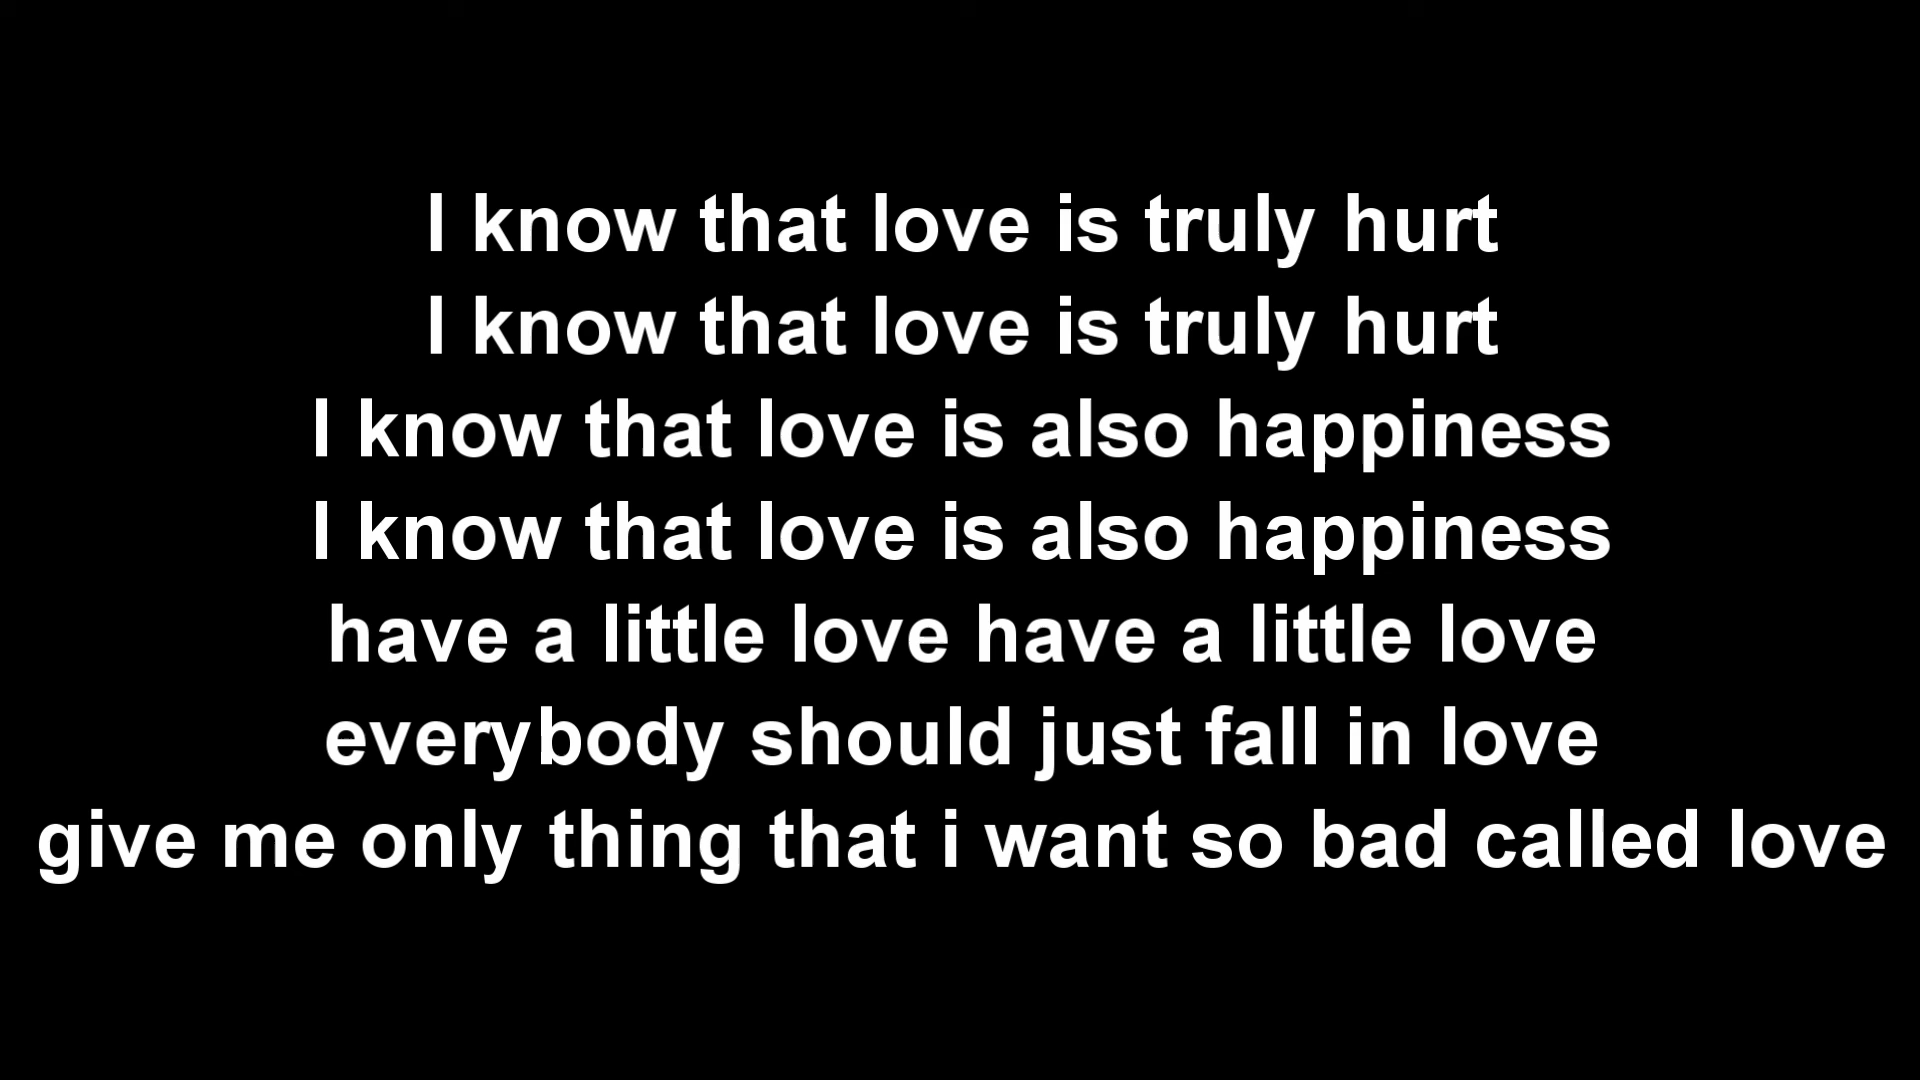 I know that love is truly hurt
I know that love is truly hurt
I know that love is also happiness
I know that love is also happiness
have a little love have a little love
everybody should just fall in love
give me only thing that i want so bad called love